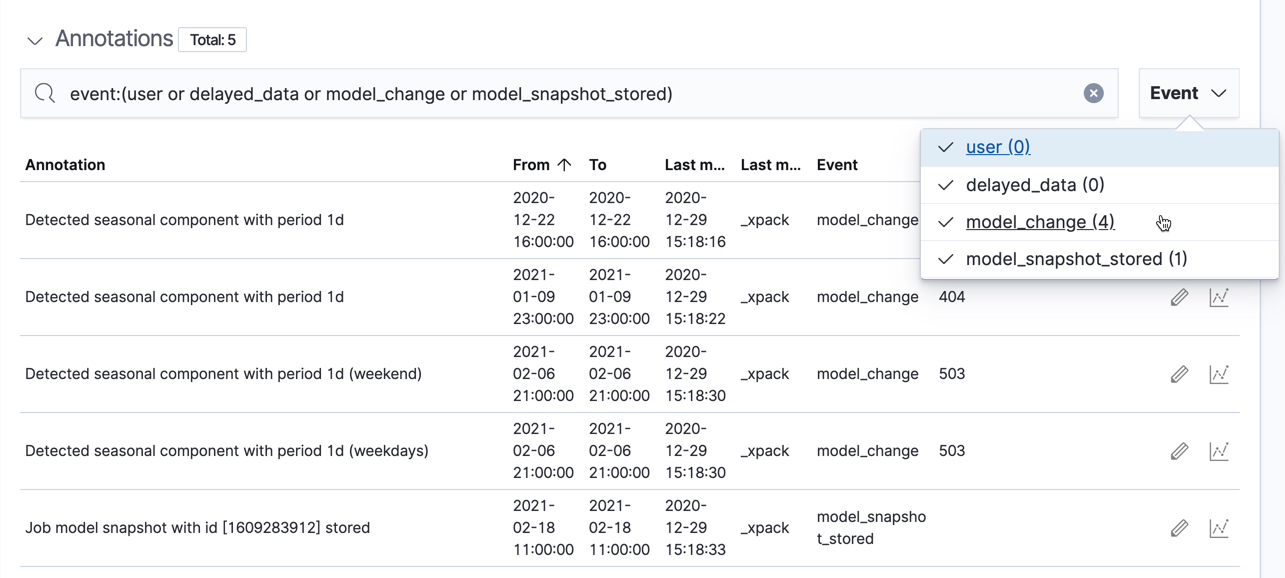 Annotations Total: 5
event:(user or delayed_data or model_change or model_snapshot_stored)
Event
user (0)
delayed_data (0)
model_change (4)
model_snapshot_stored (1)
Annotation From To Last m... Last m... Event
Detected seasonal component with period 1d
2020-
12-22
16:00:00
2020-
12-22
16:00:00
2020-
12-29
15:18:16
_xpack
model_change
Detected seasonal component with period 1d
2021-
01-09
23:00:00
2021-
01-09
23:00:00
2020-
12-29
15:18:22
_xpack
model_change
404
Detected seasonal component with period 1d (weekend)
2021-
02-06
21:00:00
2021-
02-06
21:00:00
2020-
12-29
15:18:30
_xpack
model_change
503
Detected seasonal component with period 1d (weekdays)
2021-
02-06
21:00:00
2021-
02-06
21:00:00
2020-
12-29
15:18:30
_xpack
model_change
503
Job model snapshot with id [1609283912] stored
2021-
02-18
11:00:00
2021-
02-18
11:00:00
2020-
12-29
15:18:33
_xpack
model_snapsho
t_stored